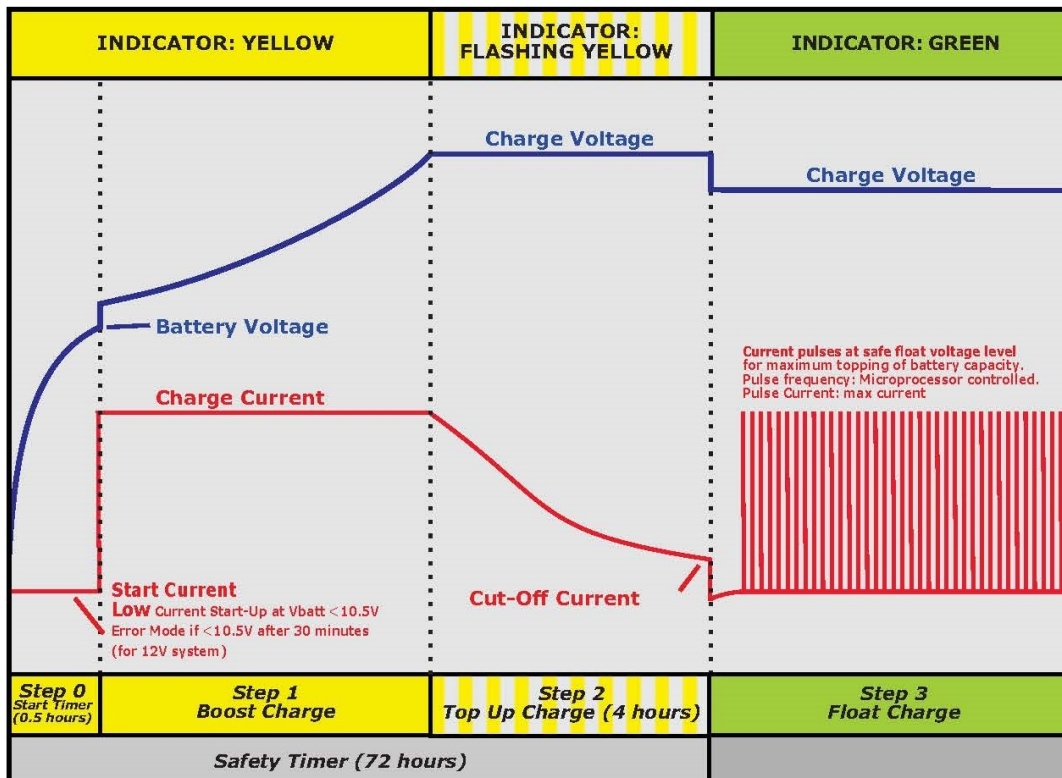 INDICATOR: YELLOW
INDICATOR:
FLASHING YELLOW
INDICATOR: GREEN
Charge Voltage
Charge Voltage
Battery Voltage
Charge Current
Current pulses at safe float voltage level
for maximum topping of battery capacity.
Pulse frequency: Microprocessor controlled.
Pulse Current: max current
Start Current
Low Current Start-Up at Vbatt <10.5V
Error Mode if <10.5V after 30 minutes
(for 12V system)
Cut-Off Current
Step 0
Start Timer
(0.5 hours)
Step 1
Boost Charge
Step 2
Top Up Charge (4 hours)
Step 3
Float Charge
Safety Timer (72 hours)